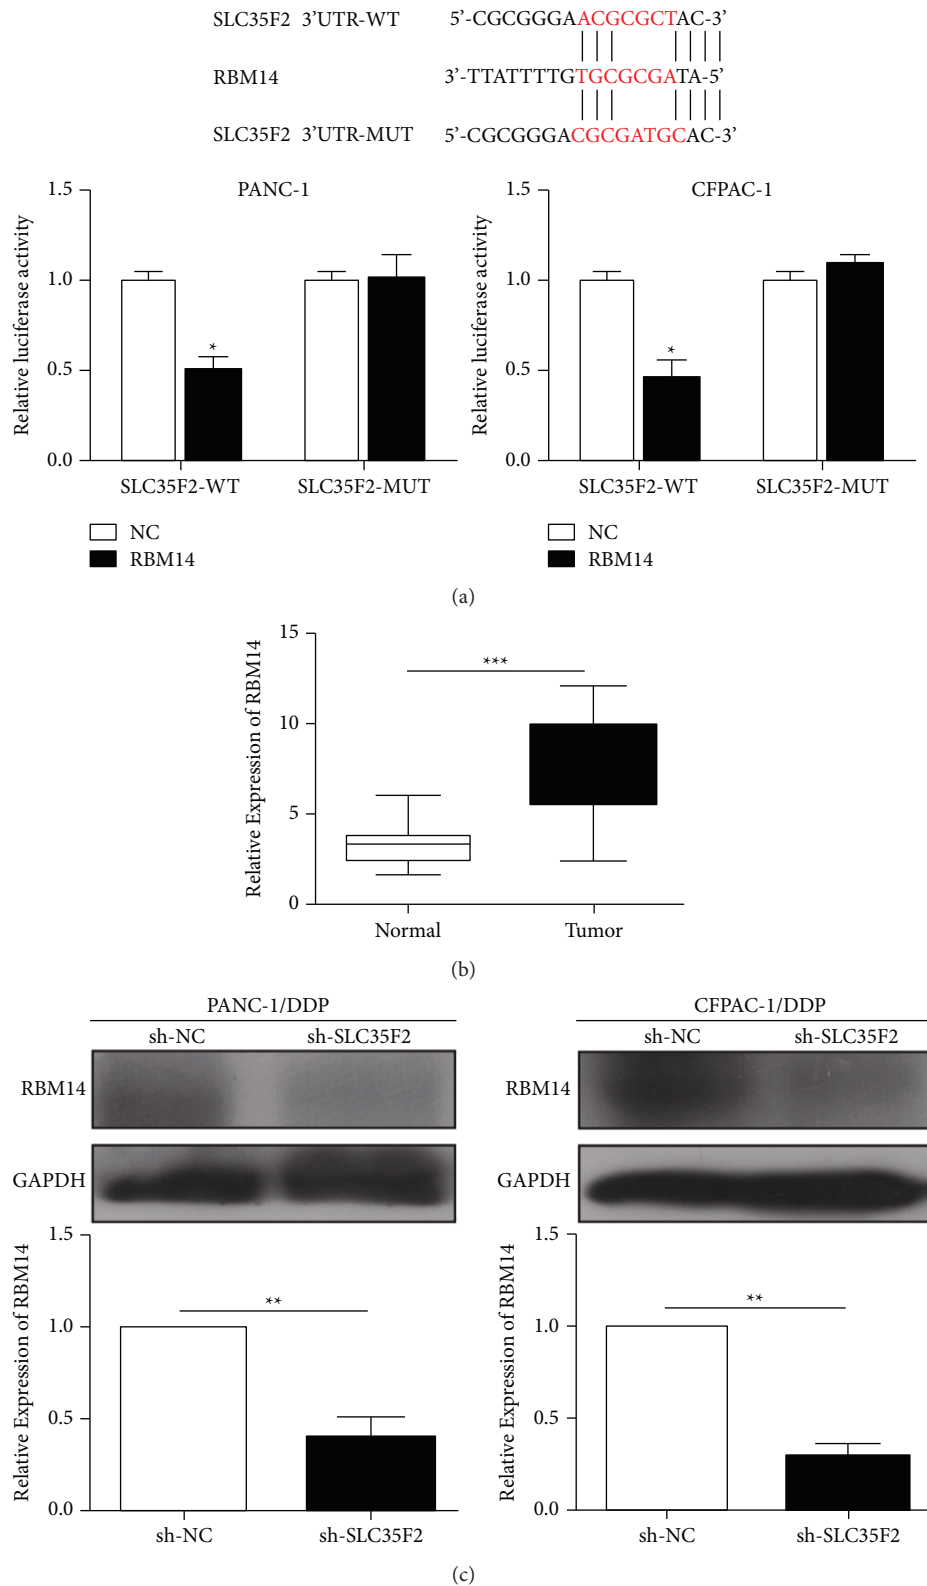 SLC35F2 3’UTR-WT 5’-CGCGGGAACGCGCTAC-3’
RBM14 3’-TTATTTTGTGCGCGATA-5’
SLC35F2 3’UTR-MUT 5’-CGCGGGACGCGATGCAC-3’
PANC-1
Relative luciferase activity
1.5
1.0
0.5
0.0
*
SLC35F2-WT SLC35F2-MUT
NC
RBM14
CFPAC-1
Relative luciferase activity
1.5
1.0
0.5
0.0
*
SLC35F2-WT SLC35F2-MUT
NC
RBM14
(a)
Relative Expression of RBM14
15
10
5
0
***
Normal Tumor
(b)
PANC-1/DDP
sh-NC sh-SLC35F2
RBM14
GAPDH
Relative Expression of RBM14
1.5
1.0
0.5
0.0
**
sh-NC sh-SLC35F2
CFPAC-1/DDP
sh-NC sh-SLC35F2
RBM14
GAPDH
Relative Expression of RBM14
1.5
1.0
0.5
0.0
**
sh-NC sh-SLC35F2
(c)